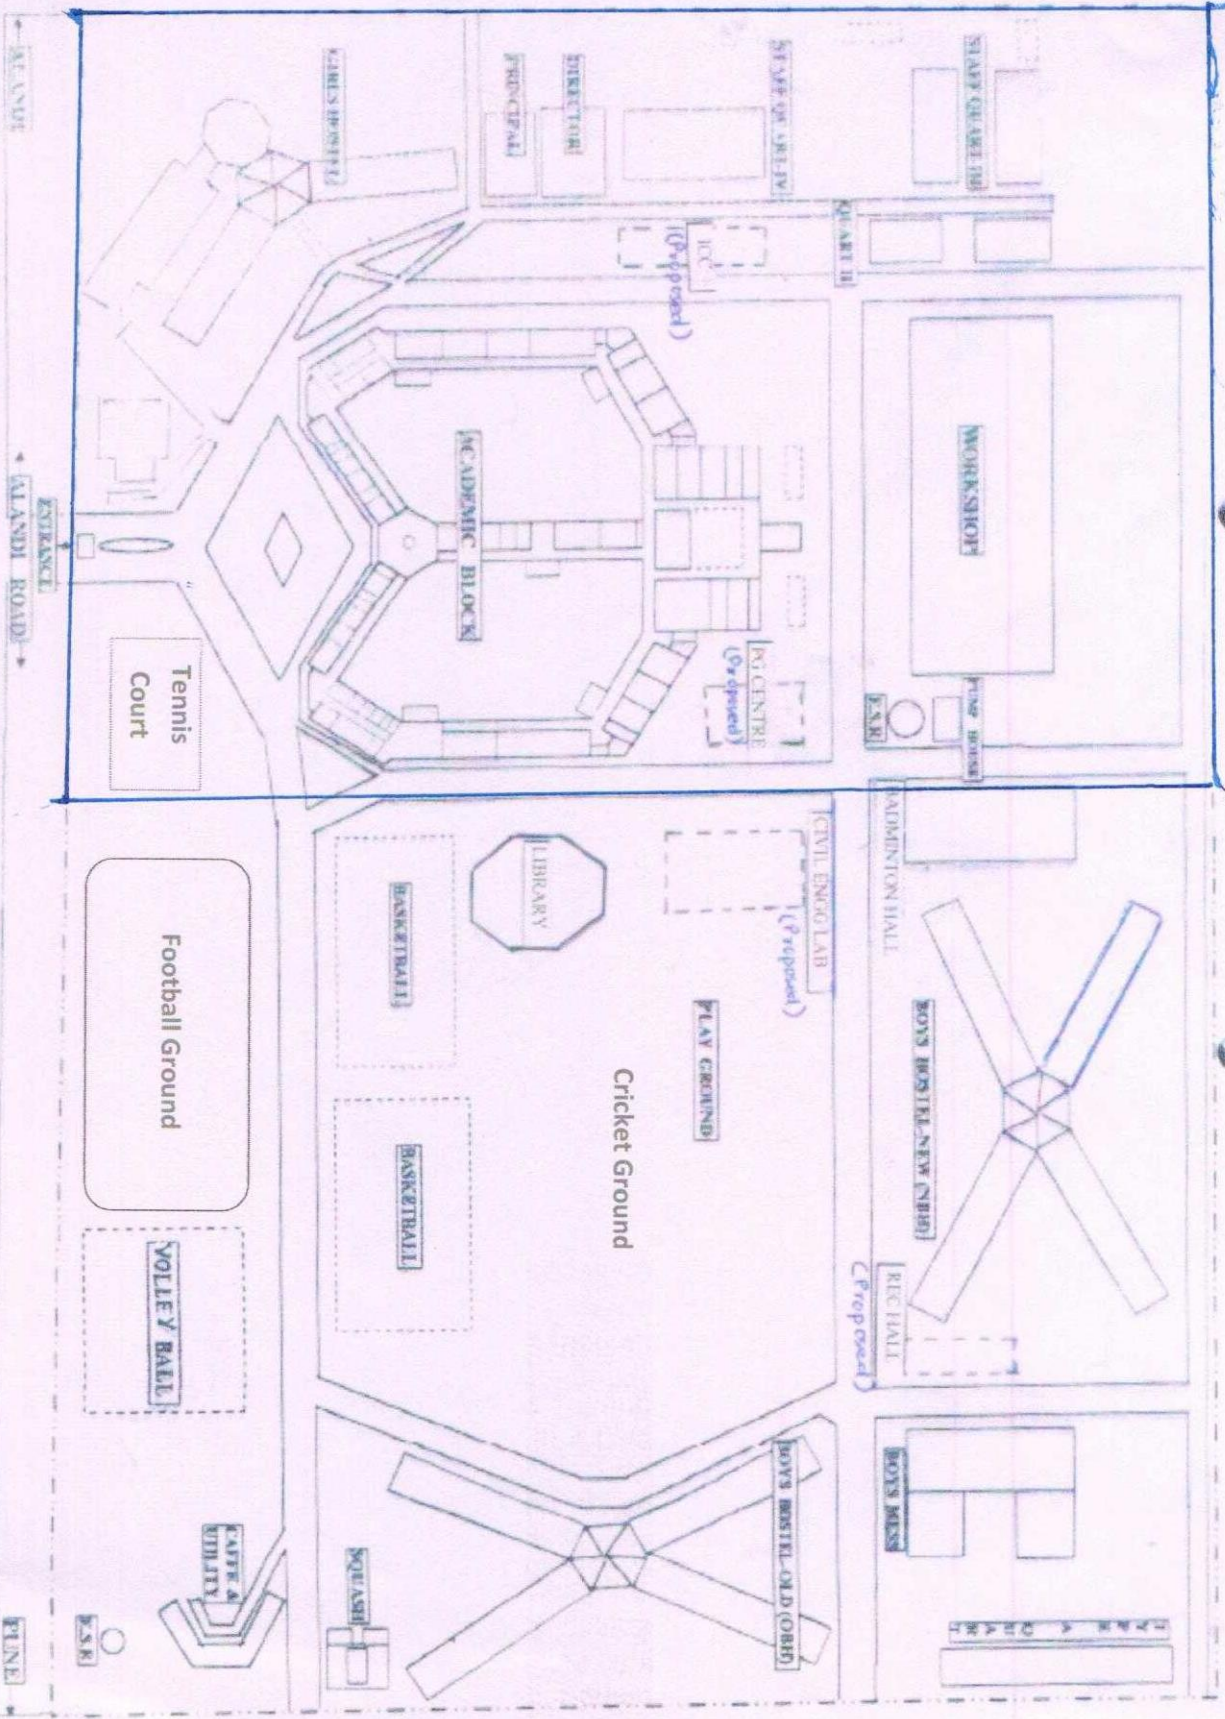 STAFF QUART-III
STAFF QUART-IV
DIRECTOR
PRINCIPAL
GIRLS HOSTEL
ALANDI
QUART II
ICC
(Proposed)
WORKSHOP
ACADEMIC BLOCK
ENTRANCE
ALANDI ROAD
PUMP HOUSE
E.S.R
PG CENTRE
(Proposed)
Tennis
Court
BADMINTON HALL
CIVIL ENGG LAB
(Proposed)
LIBRARY
BASKETBALL
Football Ground
BOYS HOSTEL-NEW (NBH)
PLAY GROUND
Cricket Ground
BASKETBALL
VOLLEY BALL
REC HALL
(Proposed)
BOYS MESS
BOYS HOSTEL-OLD (OBH)
SQUASH
CAFFE &
UTILITY
E.S.R
PUNE